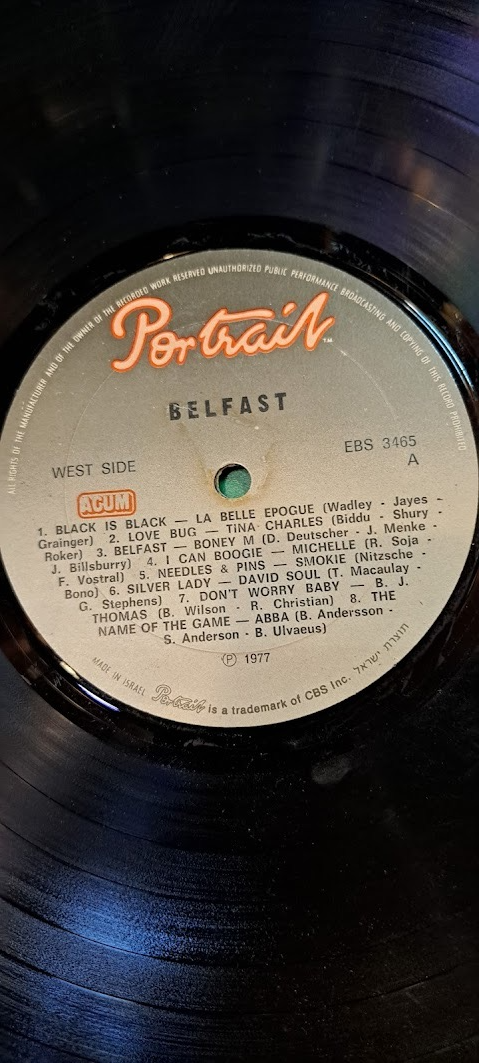 ALL RIGHTS OF THE MANUFACTURER AND OF THE OWNER OF THE RECORDED WORK RESERVED UNAUTHORIZED PUBLIC PERFORMANCE BROADCASTING AND COPYING OF THIS RECORD PROHIBITED
Portrait™
BELFAST
WEST SIDE
EBS 3465
A
ACUM
1. BLACK IS BLACK — LA BELLE EPOGUE (Wadley - Jayes -
Grainger) 2. LOVE BUG — TINA CHARLES (Biddu - Shury -
Roker) 3. BELFAST — BONEY M (D. Deutscher - J. Menke -
J. Billsburry) 4. I CAN BOOGIE — MICHELLE (R. Soja -
F. Vostral) 5. NEEDLES & PINS — SMOKIE (Nitzsche -
Bono) 6. SILVER LADY — DAVID SOUL (T. Macaulay -
G. Stephens) 7. DON'T WORRY BABY — B. J.
THOMAS (B. Wilson - R. Christian) 8. THE
NAME OF THE GAME — ABBA (B. Andersson -
S. Anderson - B. Ulvaeus)
Ⓟ 1977
MADE IN ISRAEL Portrait is a trademark of CBS Inc. תוצרת ישראל